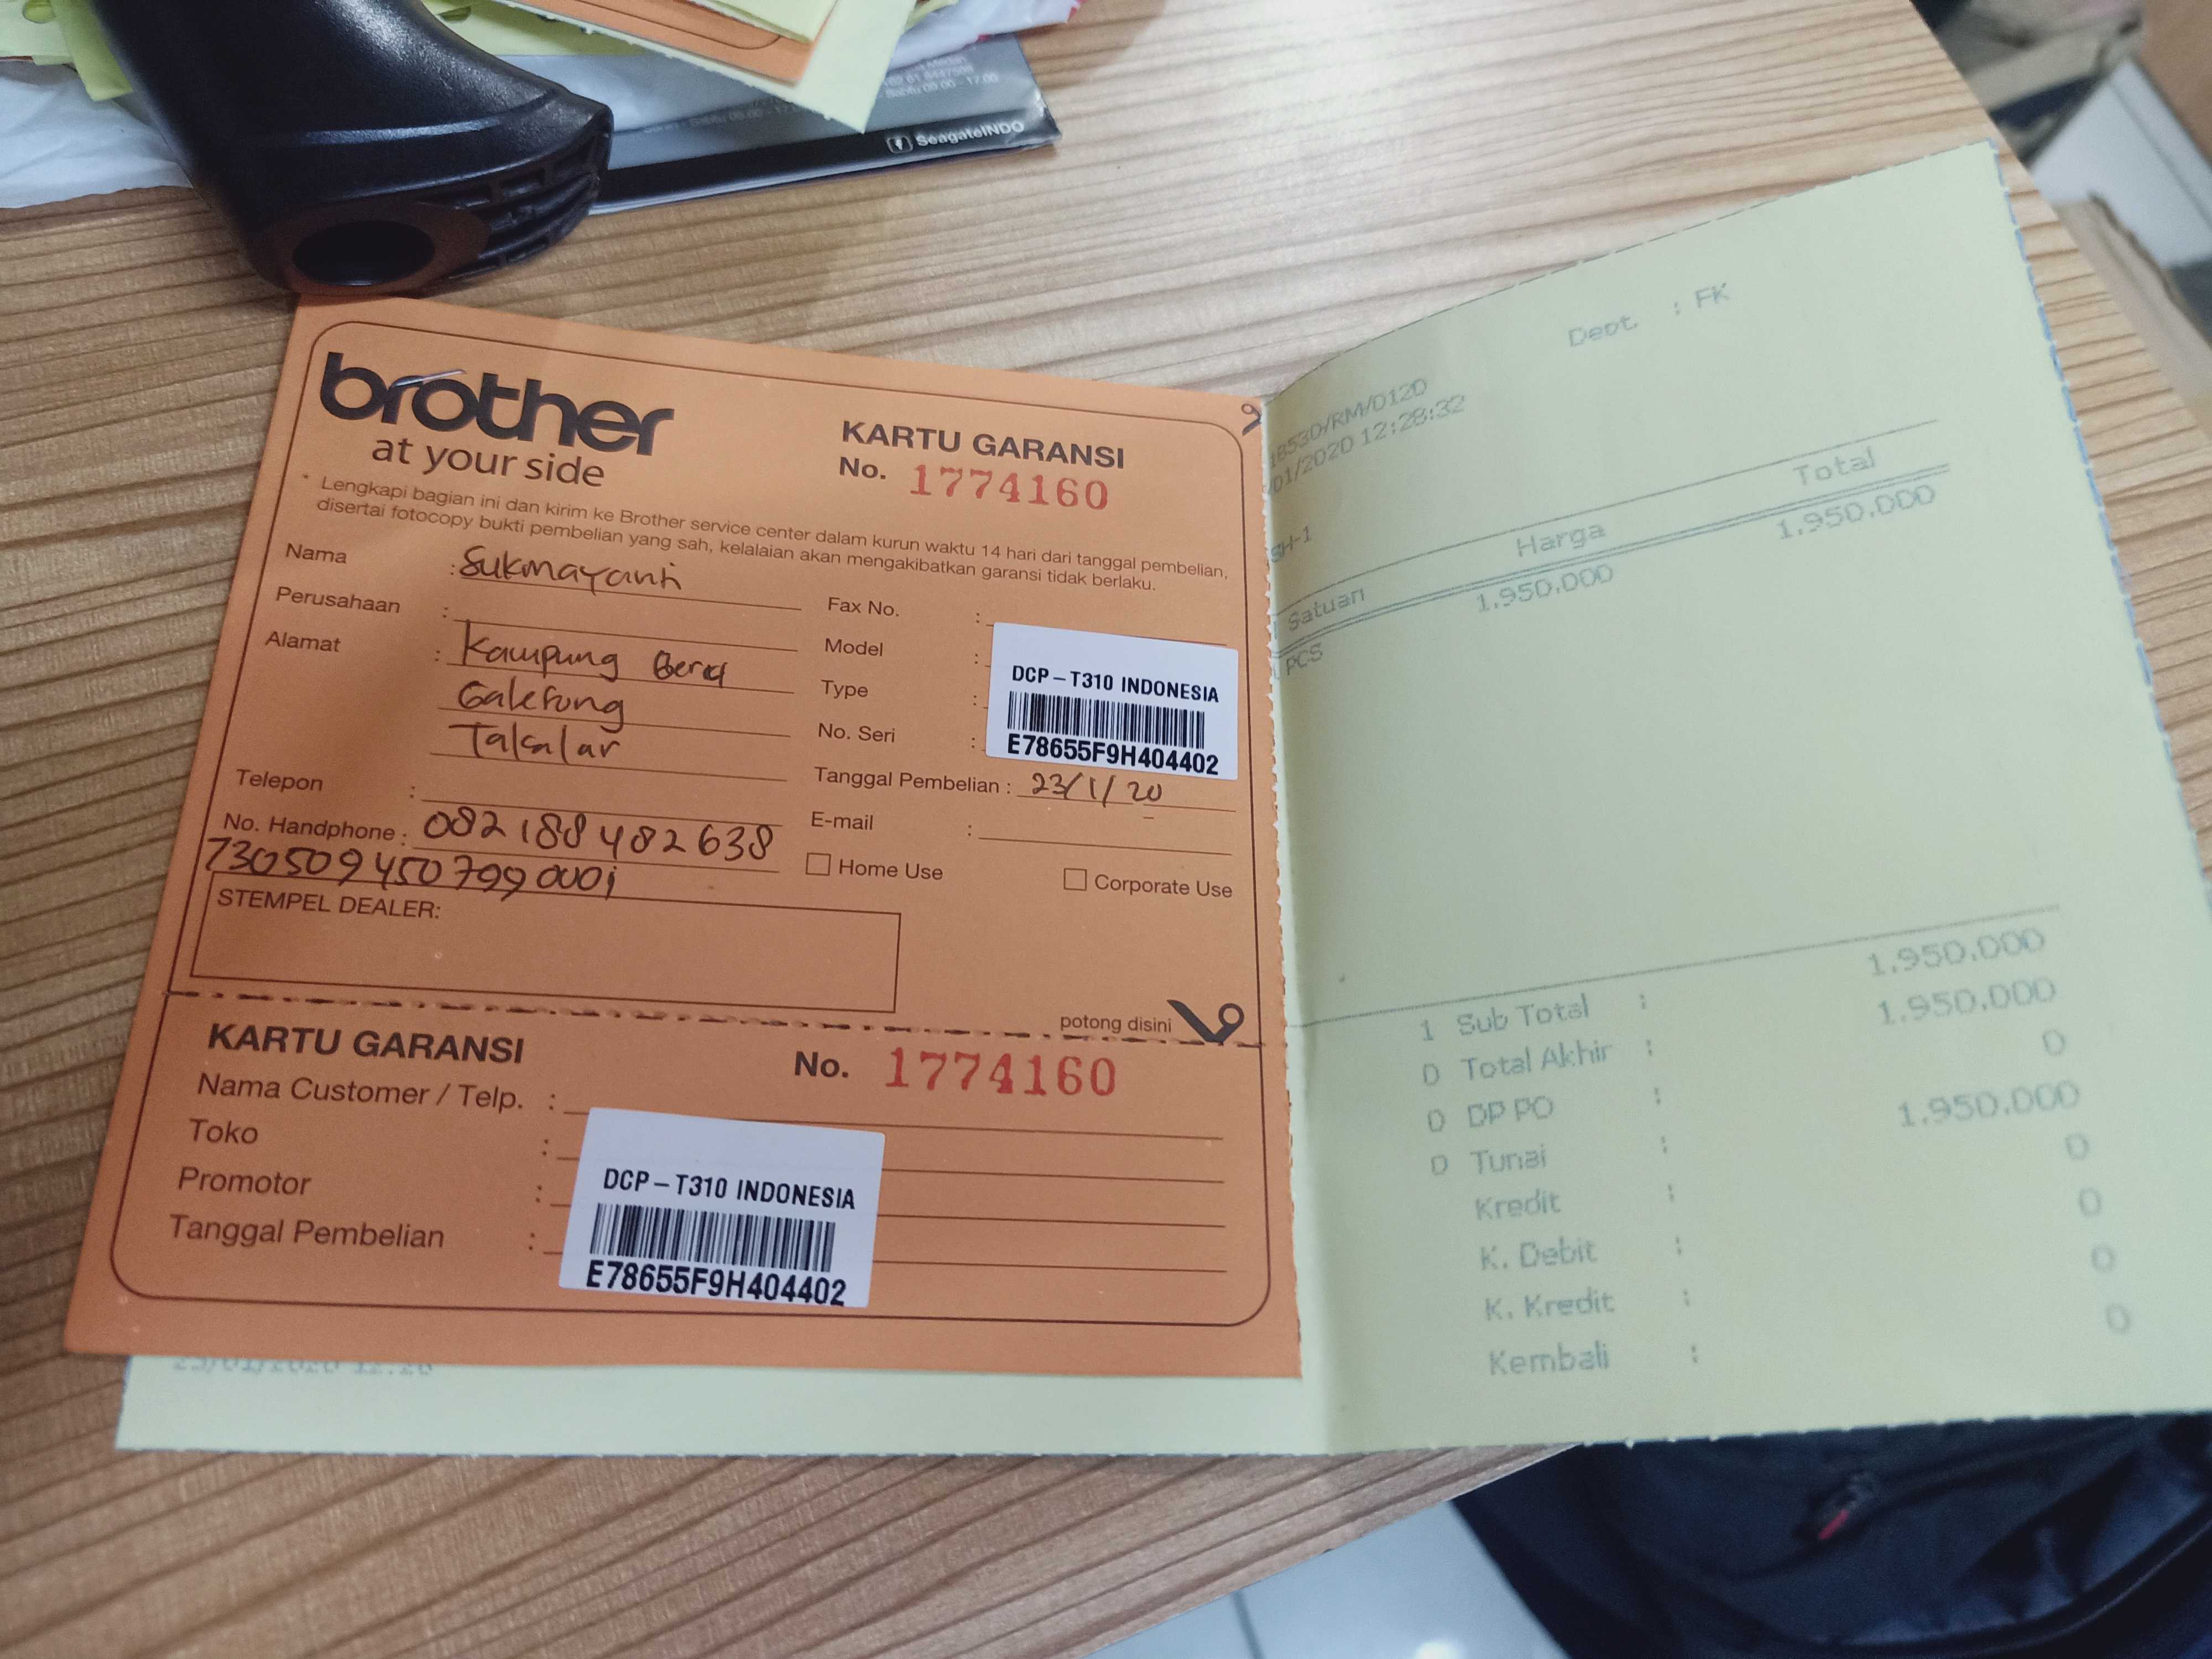 SeagateINDO
brother
at your side
KARTU GARANSI
No. 1774160
* Lengkapi bagian ini dan kirim ke Brother service center dalam kurun waktu 14 hari dari tanggal pembelian,
disertai fotocopy bukti pembelian yang sah, kelalaian akan mengakibatkan garansi tidak berlaku.
Nama : Sukmayanti
Perusahaan :
Alamat : Kampung Galesong
Takalar
Telepon :
No. Handphone : 082188482638
STEMPEL DEALER:
Fax No. :
Model :
Type :
No. Seri :
DCP-T310 INDONESIA
E78655F9H404402
Tanggal Pembelian : 23/1/20
E-mail :
Home Use
Corporate Use
potong disini
KARTU GARANSI
No. 1774160
Nama Customer / Telp. :
Toko :
Promotor :
Tanggal Pembelian :
DCP-T310 INDONESIA
E78655F9H404402
Dept. : FK
/RM/0120
01/2020 12:28:32
SH-1
Satuan Harga Total
PCS 1.950.000 1.950.000
1 Sub Total : 1.950.000
0 Total Akhir : 1.950.000
0 DP PO : 0
0 Tunai : 1.950.000
Kredit : 0
K. Debit : 0
K. Kredit : 0
Kembali : 0